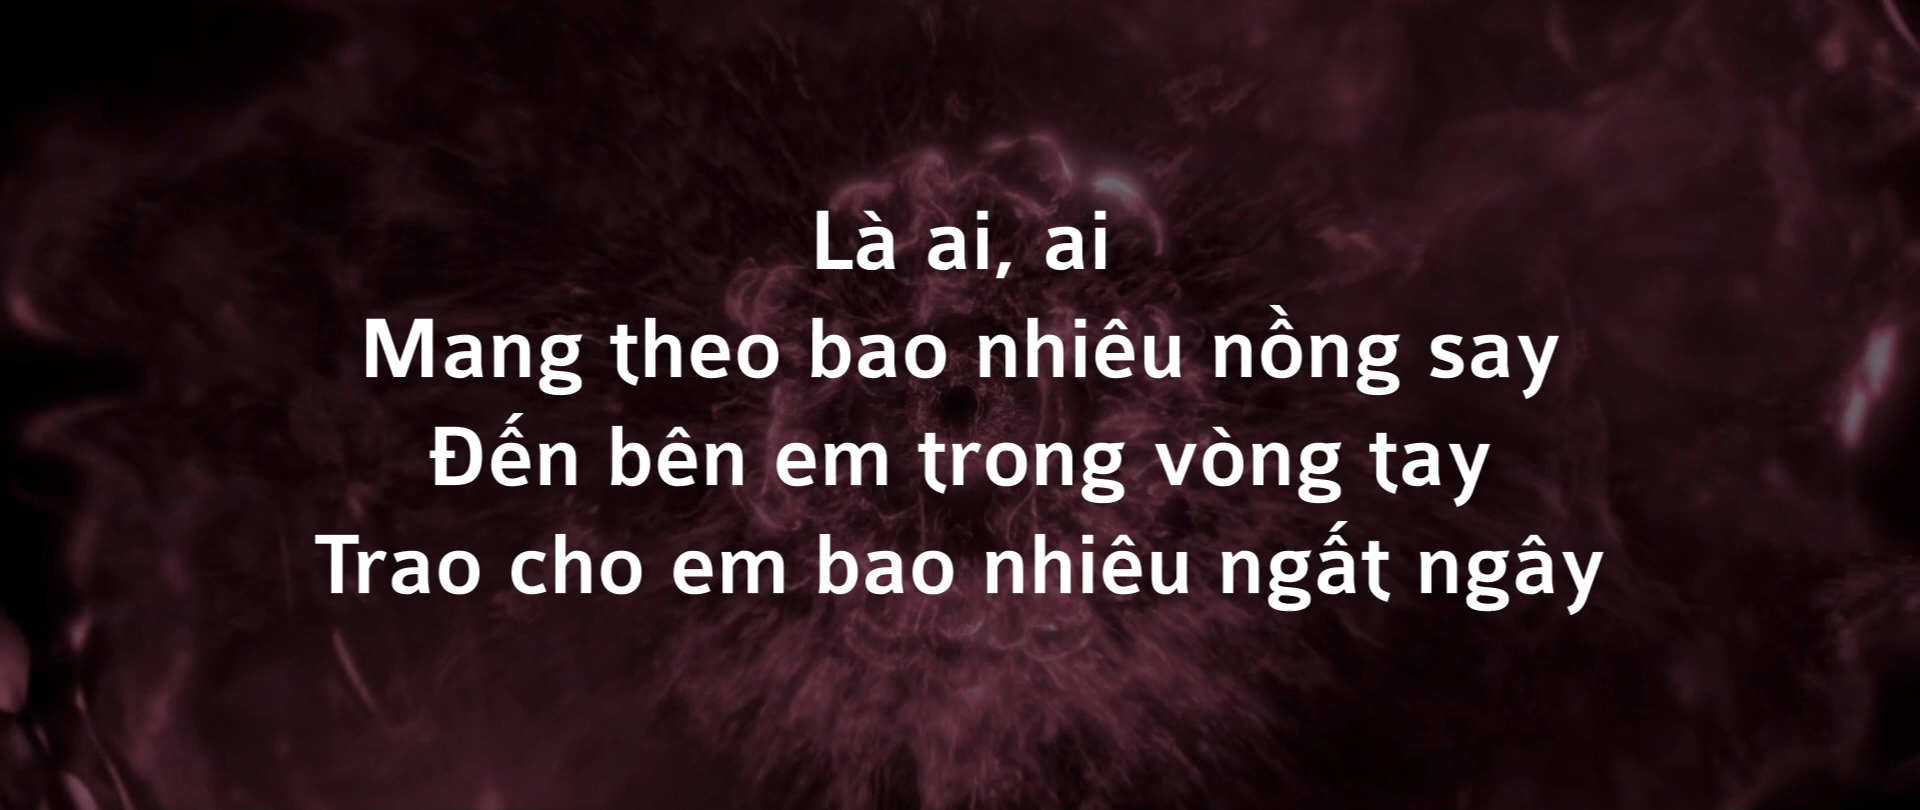 Là ai, ai
Mang theo bao nhiêu nồng say
Đến bên em trong vòng tay
Trao cho em bao nhiêu ngất ngây